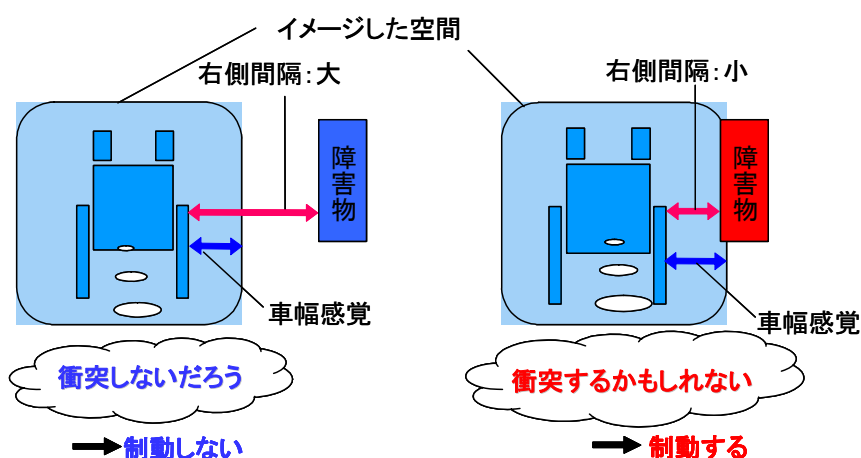 イメージした空間
右側間隔：大
障害物
車幅感覚
衝突しないだろう
制動しない
右側間隔：小
障害物
車幅感覚
衝突するかもしれない
制動する